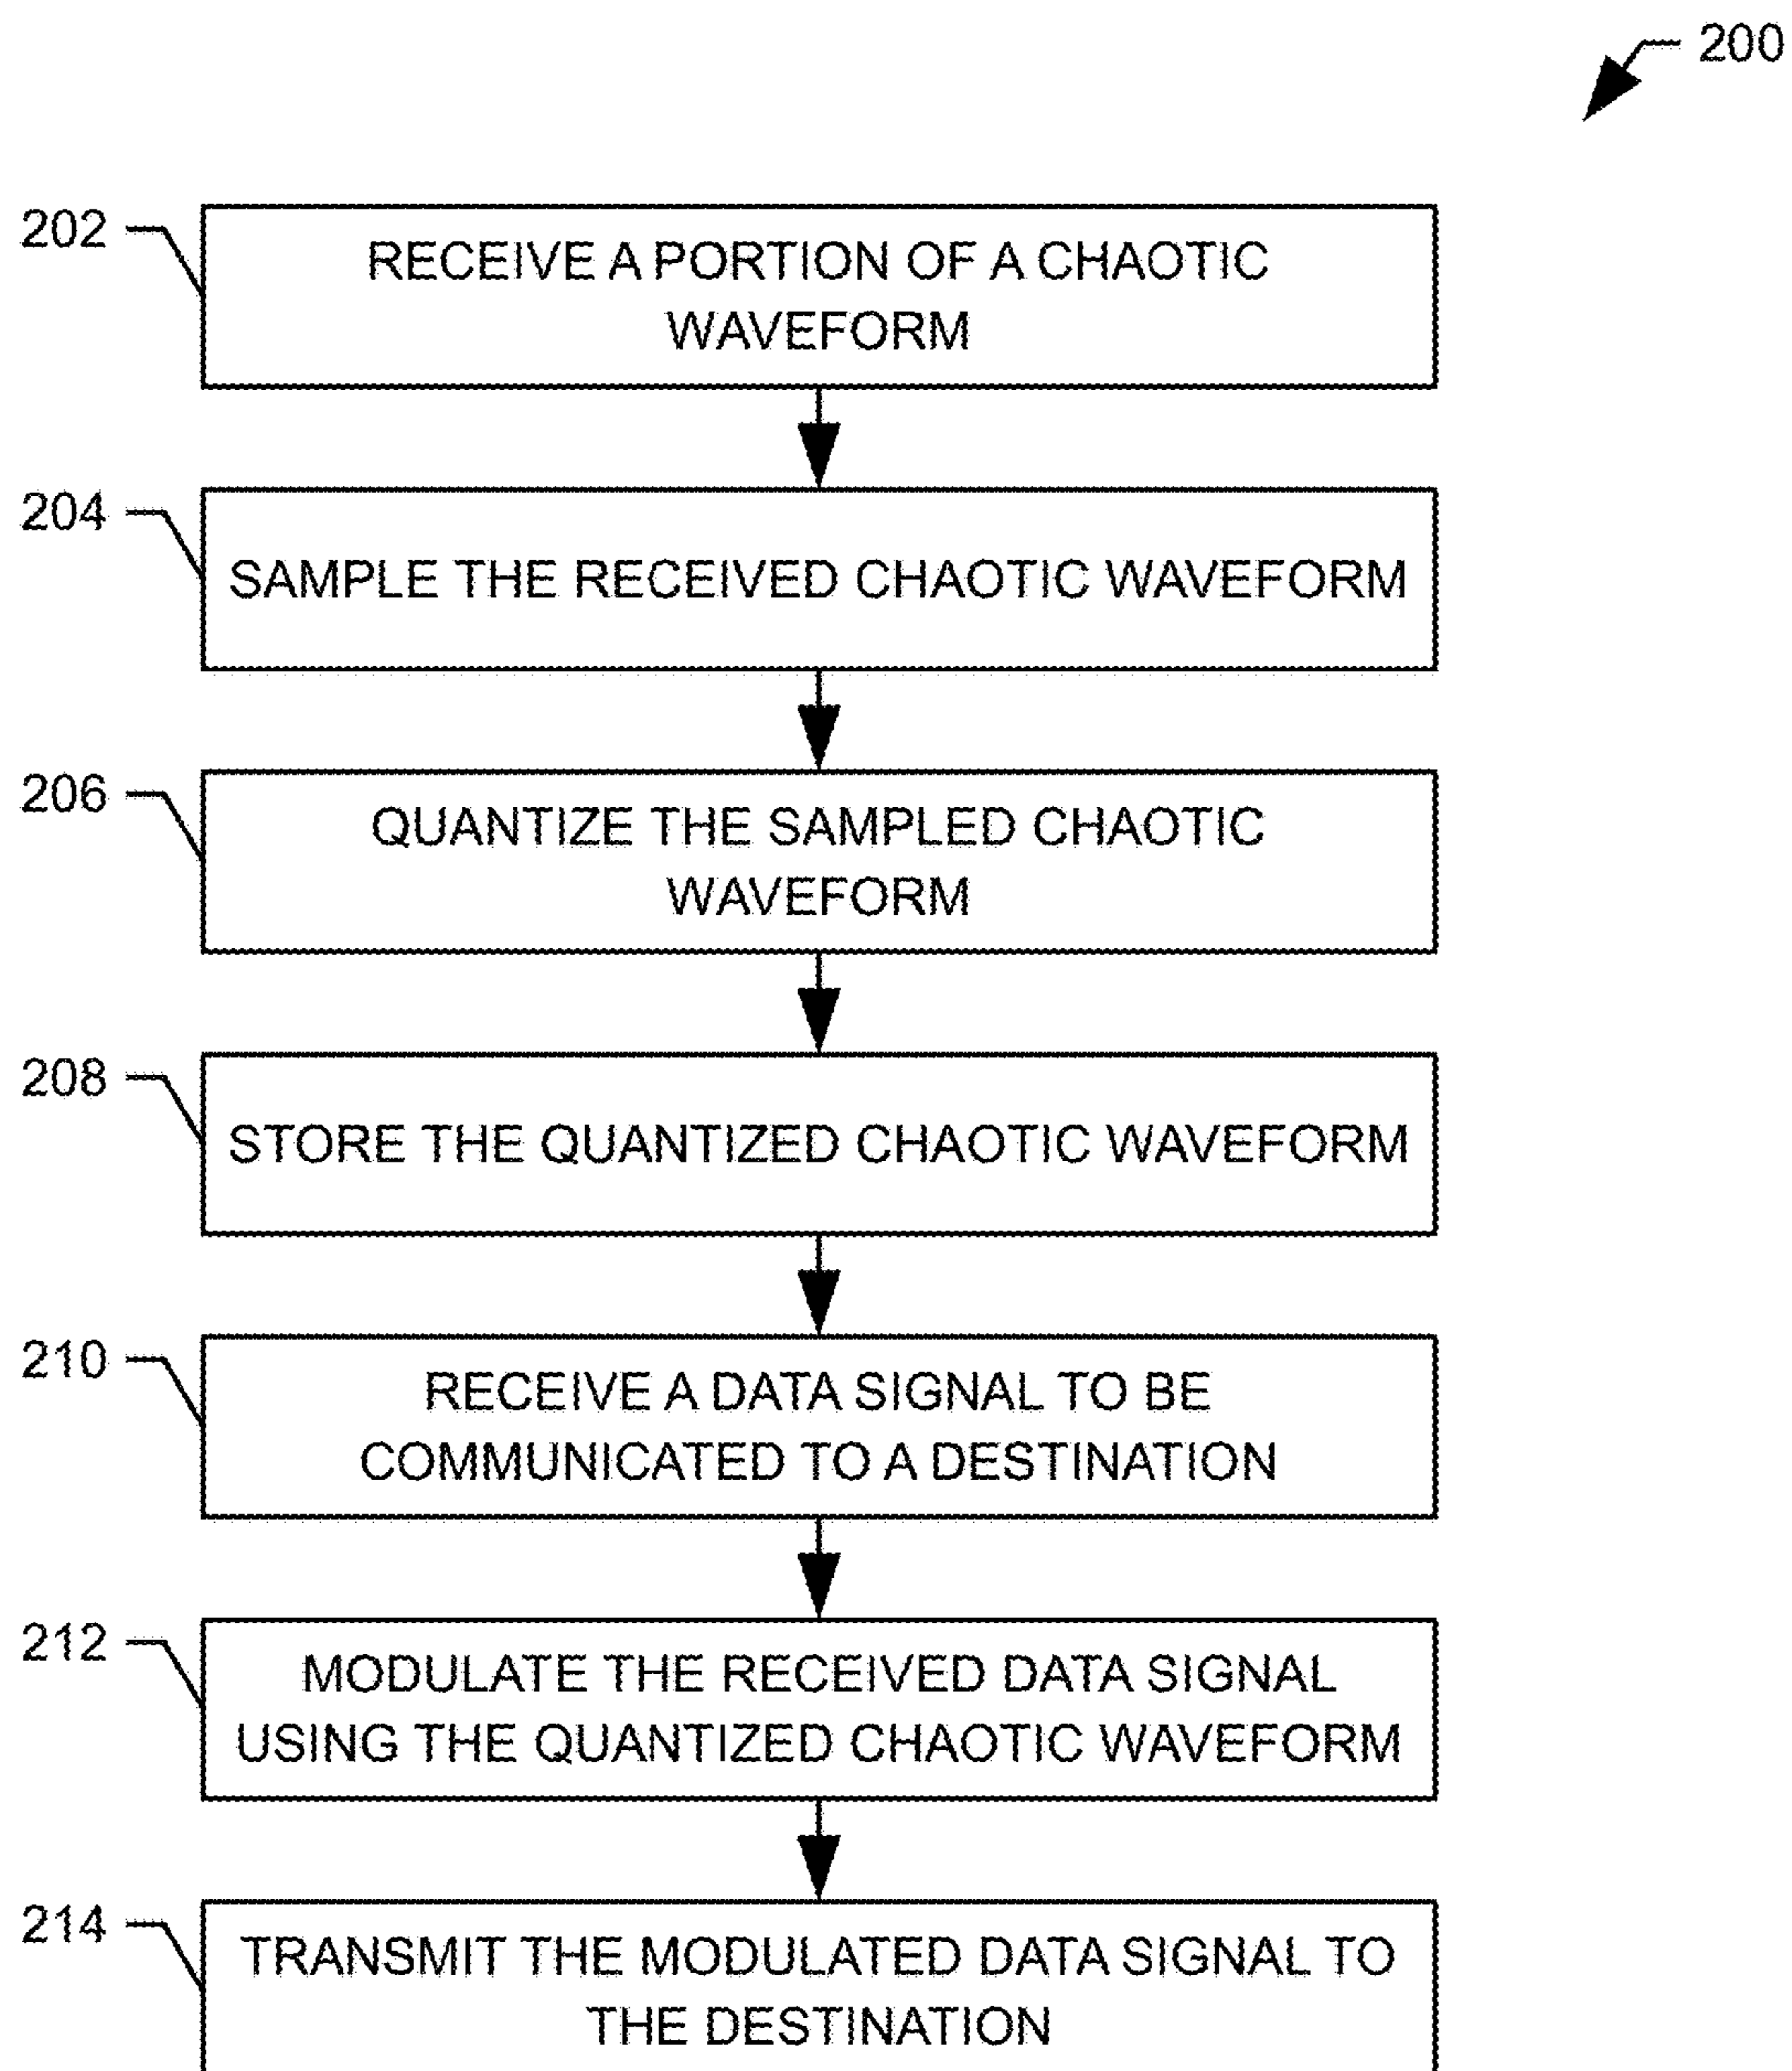 200
202
RECEIVE A PORTION OF A CHAOTIC
WAVEFORM
204
SAMPLE THE RECEIVED CHAOTIC WAVEFORM
206
QUANTIZE THE SAMPLED CHAOTIC
WAVEFORM
208
STORE THE QUANTIZED CHAOTIC WAVEFORM
210
RECEIVE A DATA SIGNAL TO BE
COMMUNICATED TO A DESTINATION
212
MODULATE THE RECEIVED DATA SIGNAL
USING THE QUANTIZED CHAOTIC WAVEFORM
214
TRANSMIT THE MODULATED DATA SIGNAL TO
THE DESTINATION